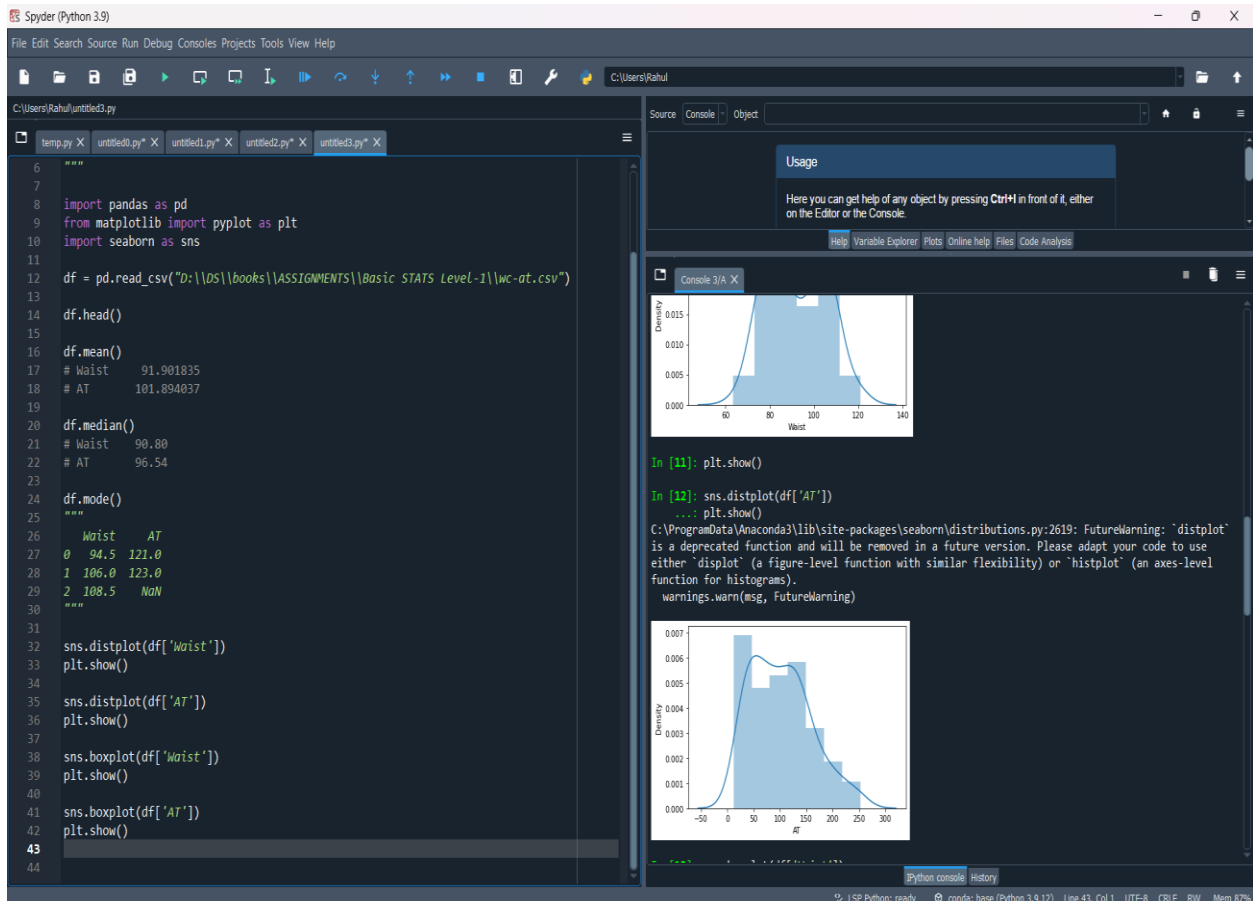 Spyder (Python 3.9)
File Edit Search Source Run Debug Consoles Projects Tools View Help
C:\Users\Rahul
C:\Users\Rahul\untitled3.py
temp.py X untitled0.py* X untitled1.py* X untitled2.py* X untitled3.py* X
6 """
7
8 import pandas as pd
9 from matplotlib import pyplot as plt
10 import seaborn as sns
11
12 df = pd.read_csv("D:\\DS\\books\\ASSIGNMENTS\\Basic STATS Level-1\\wc-at.csv")
13
14 df.head()
15
16 df.mean()
17 # Waist     91.901835
18 # AT       101.894037
19
20 df.median()
21 # Waist    90.80
22 # AT       96.54
23
24 df.mode()
25 """
26    Waist     AT
27 0   94.5  121.0
28 1  106.0  123.0
29 2  108.5    NaN
30 """
31
32 sns.distplot(df['Waist'])
33 plt.show()
34
35 sns.distplot(df['AT'])
36 plt.show()
37
38 sns.boxplot(df['Waist'])
39 plt.show()
40
41 sns.boxplot(df['AT'])
42 plt.show()
43
44
Source Console Object
Usage
Here you can get help of any object by pressing Ctrl+I in front of it, either
on the Editor or the Console.
Help Variable Explorer Plots Online help Files Code Analysis
Console 3/A X
Density
0.015
0.010
0.005
0.000
60 80 100 120 140
Waist
In [11]: plt.show()
In [12]: sns.distplot(df['AT'])
...: plt.show()
C:\ProgramData\Anaconda3\lib\site-packages\seaborn\distributions.py:2619: FutureWarning: `distplot`
is a deprecated function and will be removed in a future version. Please adapt your code to use
either `displot` (a figure-level function with similar flexibility) or `histplot` (an axes-level
function for histograms).
warnings.warn(msg, FutureWarning)
Density
0.007
0.006
0.005
0.004
0.003
0.002
0.001
0.000
−50 0 50 100 150 200 250 300
AT
IPython console History
LSP Python: ready conda: base (Python 3.9.12) Line 43, Col 1 UTF-8 CRLF RW Mem 87%